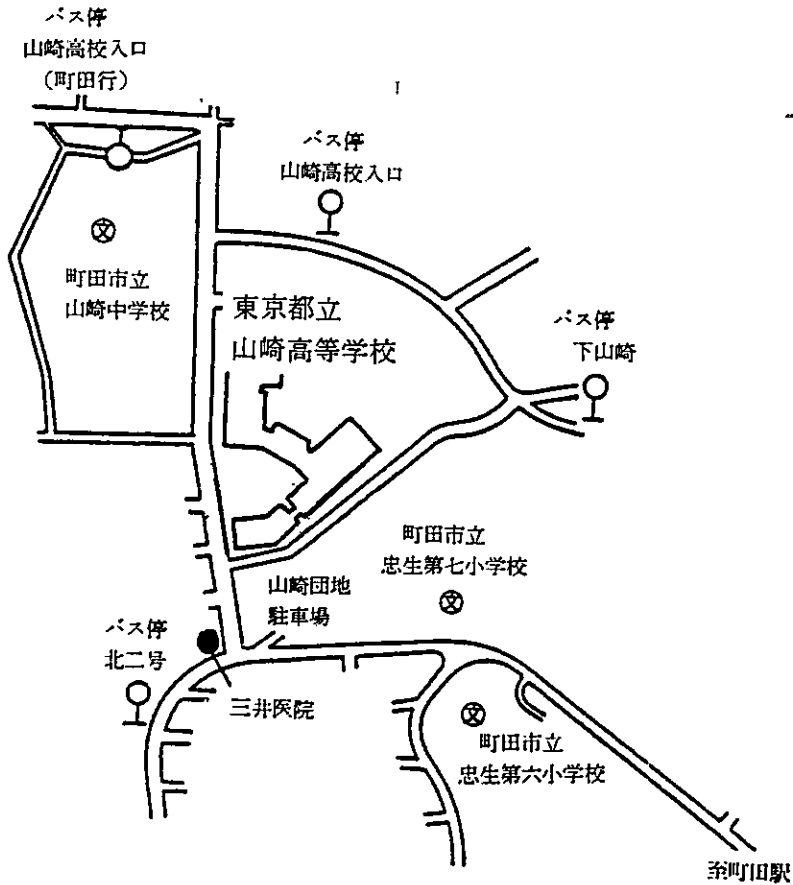 バス停
山崎高校入口
(町田行)
バス停
山崎高校入口
文
町田市立
山崎中学校
東京都立
山崎高等学校
バス停
下山崎
町田市立
忠生第七小学校
文
山崎団地
駐車場
バス停
北二号
三井医院
文
町田市立
忠生第六小学校
至町田駅